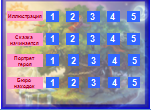 Иллюстрация 1 2 3 4 5
Сказка
начинается 1 2 3 4 5
Портрет
героя 1 2 3 4 5
Бюро
находок 1 2 3 4 5